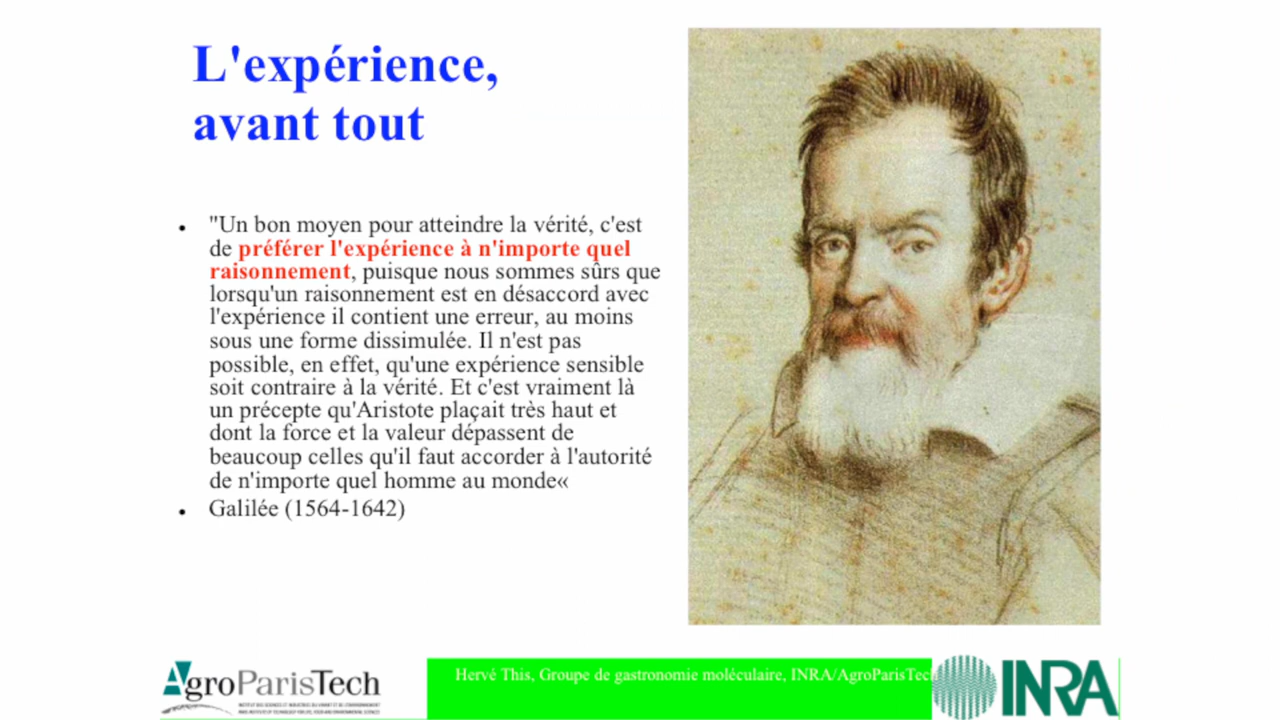 L'expérience,
avant tout
"Un bon moyen pour atteindre la vérité, c'est
de préférer l'expérience à n'importe quel
raisonnement, puisque nous sommes sûrs que
lorsqu'un raisonnement est en désaccord avec
l'expérience il contient une erreur, au moins
sous une forme dissimulée. Il n'est pas
possible, en effet, qu'une expérience sensible
soit contraire à la vérité. Et c'est vraiment là
un précepte qu'Aristote plaçait très haut et
dont la force et la valeur dépassent de
beaucoup celles qu'il faut accorder à l'autorité
de n'importe quel homme au monde«
Galilée (1564-1642)
AgroParisTech
Hervé This, Groupe de gastronomie moléculaire, INRA/AgroParisTech
INRA